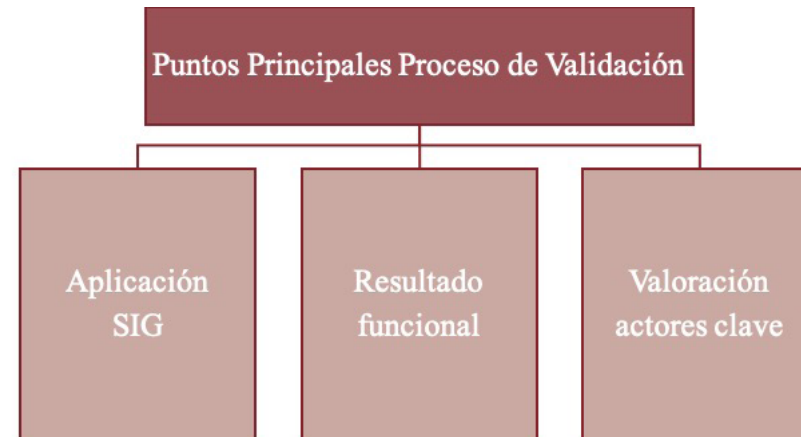 Puntos Principales Proceso de Validación
Aplicación
SIG
Resultado
funcional
Valoración
actores clave